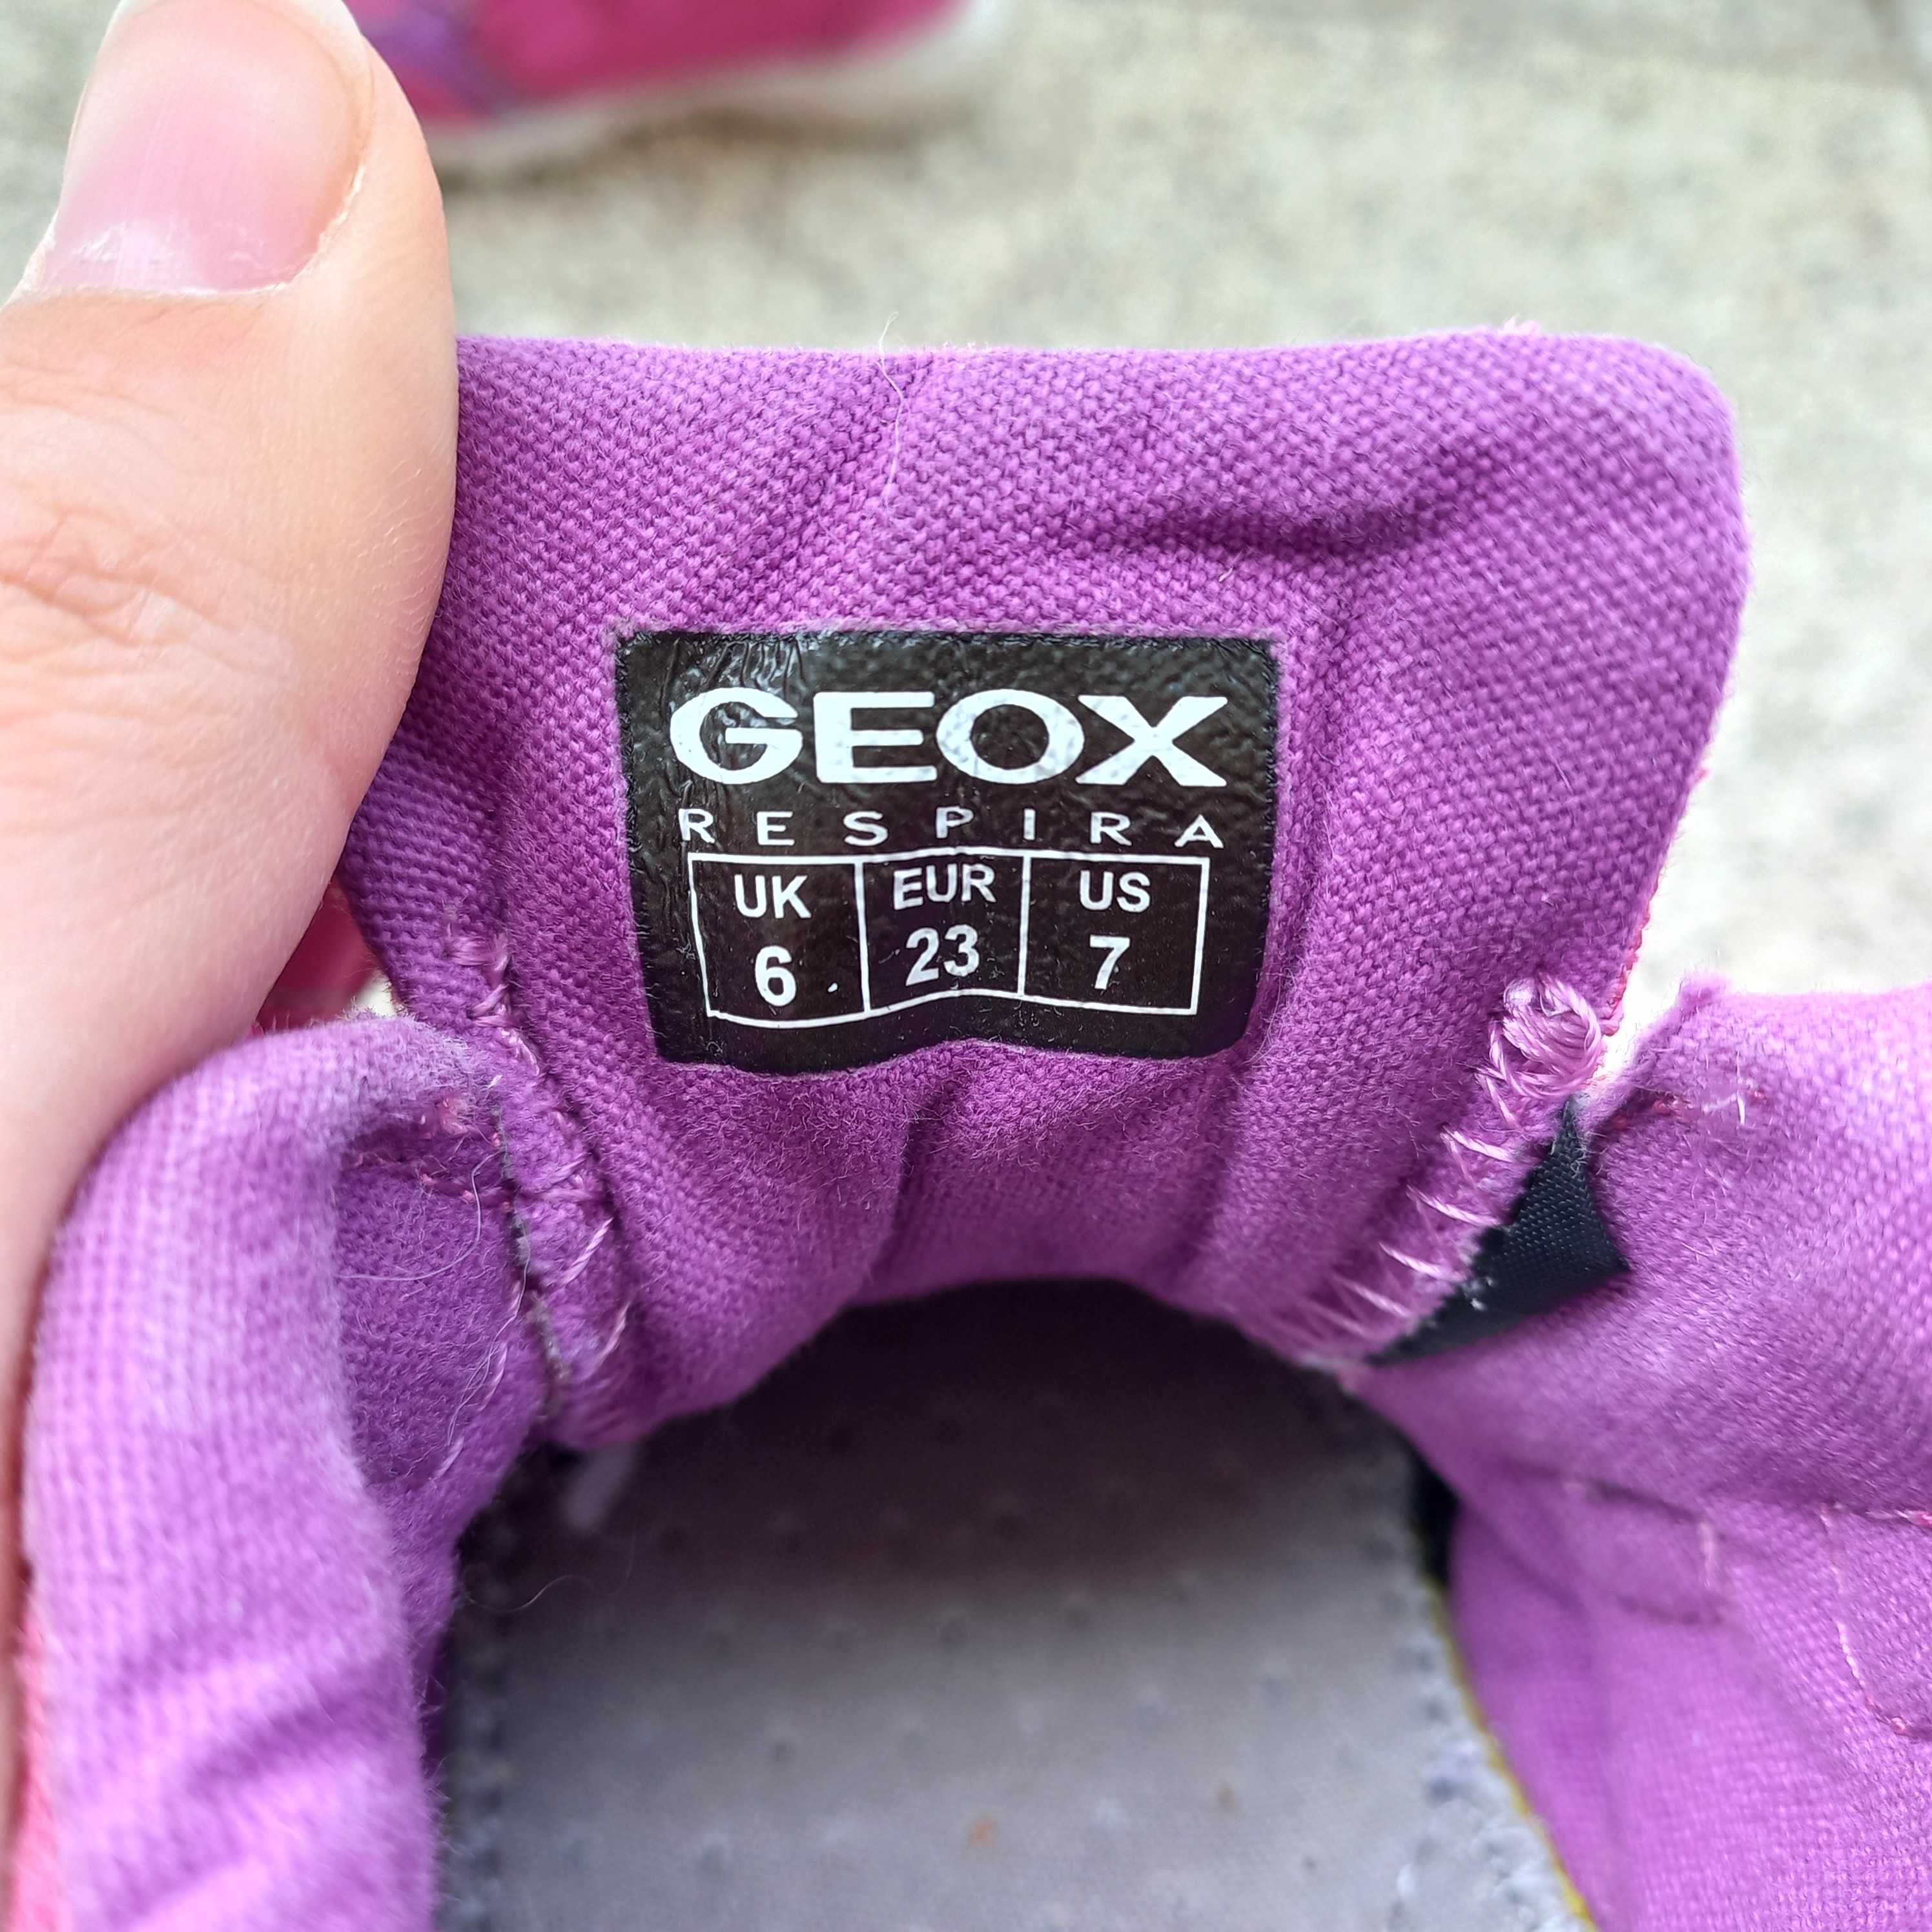 GEOX
RESPIRA
UK EUR US
6 23 7